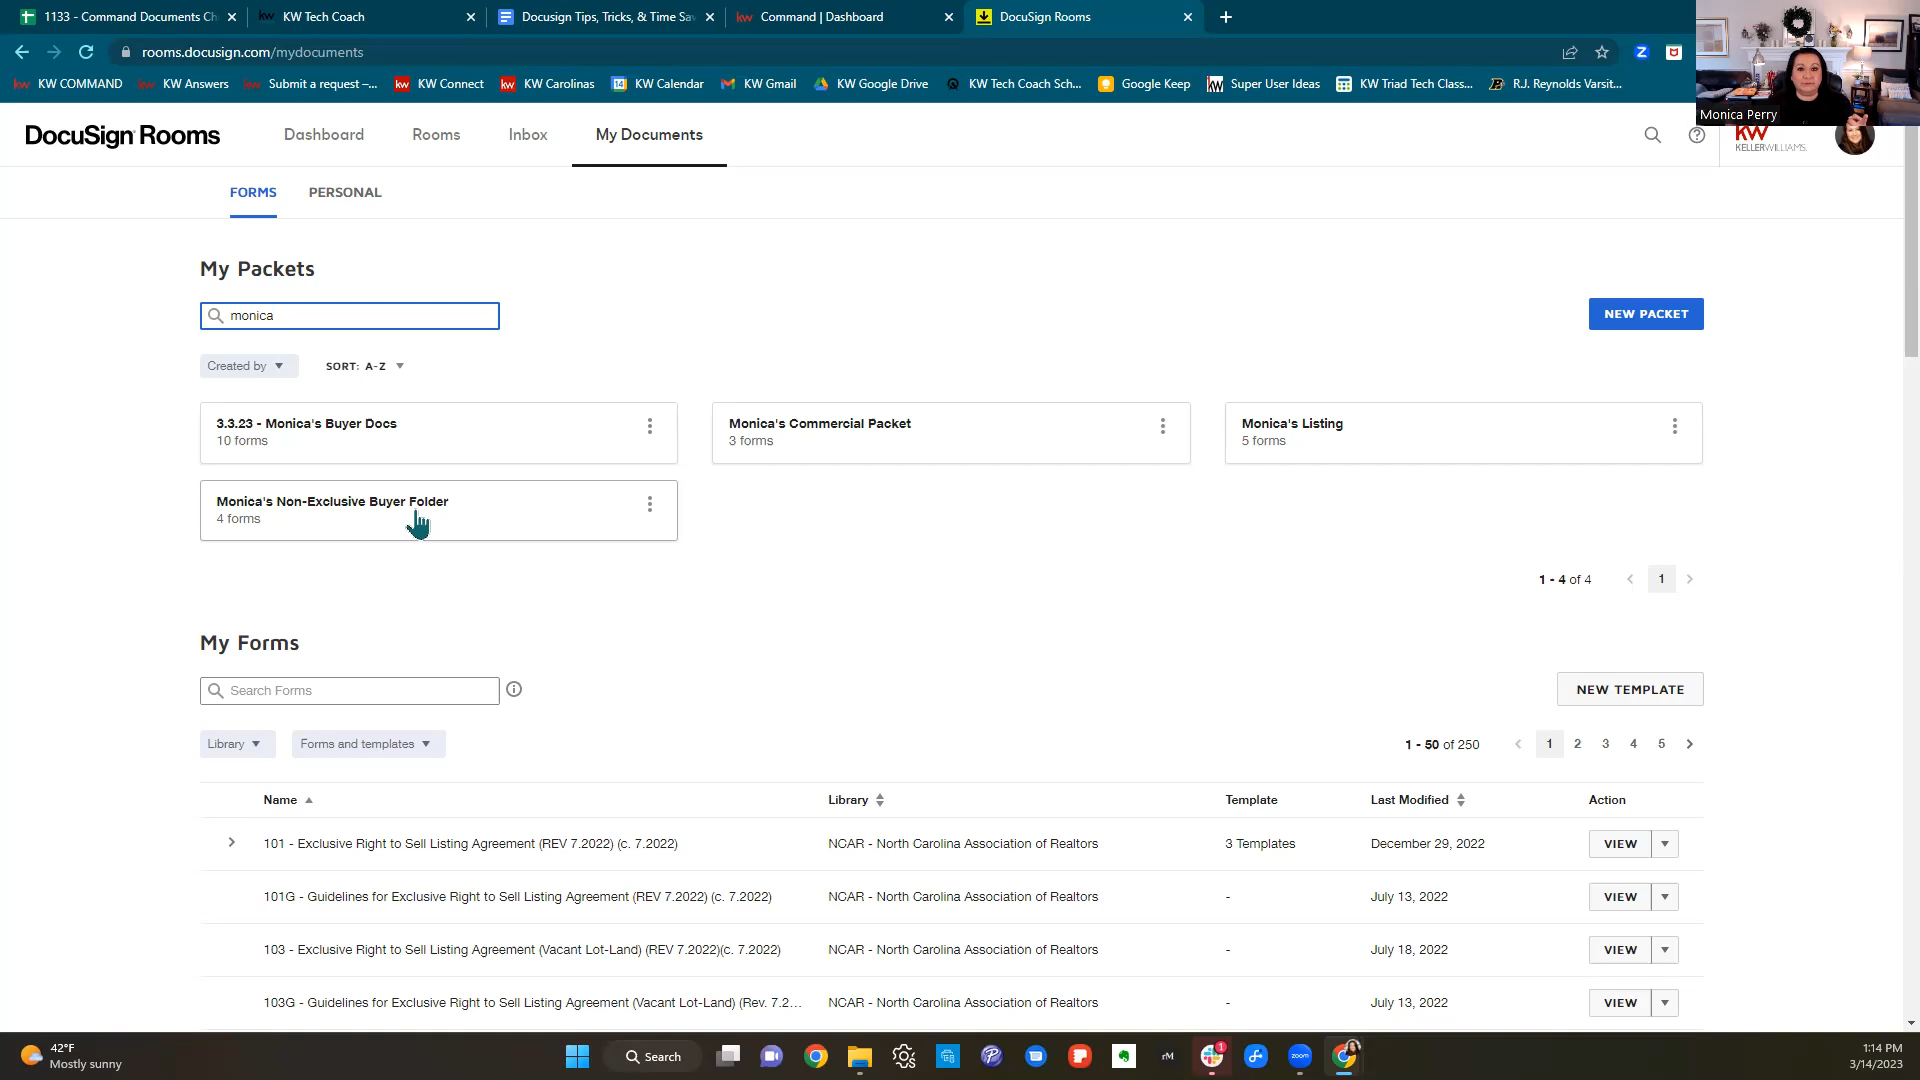 1133 - Command Documents Ch
KW Tech Coach
Docusign Tips, Tricks, & Time Sav
Command | Dashboard
DocuSign Rooms
rooms.docusign.com/mydocuments
KW COMMAND
KW Answers
Submit a request –...
KW Connect
KW Carolinas
KW Calendar
KW Gmail
KW Google Drive
KW Tech Coach Sch...
Google Keep
Super User Ideas
KW Triad Tech Class...
R.J. Reynolds Varsit...
Monica Perry
DocuSign Rooms
Dashboard
Rooms
Inbox
My Documents
kw
KELLERWILLIAMS.
FORMS
PERSONAL
My Packets
monica
NEW PACKET
Created by
SORT: A-Z
3.3.23 - Monica's Buyer Docs
10 forms
Monica's Commercial Packet
3 forms
Monica's Listing
5 forms
Monica's Non-Exclusive Buyer Folder
4 forms
1 - 4 of 4
1
My Forms
Search Forms
NEW TEMPLATE
Library
Forms and templates
1 - 50 of 250
1 2 3 4 5
Name Library Template Last Modified Action
101 - Exclusive Right to Sell Listing Agreement (REV 7.2022) (c. 7.2022) NCAR - North Carolina Association of Realtors 3 Templates December 29, 2022 VIEW
101G - Guidelines for Exclusive Right to Sell Listing Agreement (REV 7.2022) (c. 7.2022) NCAR - North Carolina Association of Realtors - July 13, 2022 VIEW
103 - Exclusive Right to Sell Listing Agreement (Vacant Lot-Land) (REV 7.2022)(c. 7.2022) NCAR - North Carolina Association of Realtors - July 18, 2022 VIEW
103G - Guidelines for Exclusive Right to Sell Listing Agreement (Vacant Lot-Land) (Rev. 7.2... NCAR - North Carolina Association of Realtors - July 13, 2022 VIEW
42°F
Mostly sunny
Search
rM
1
zoom
1:14 PM
3/14/2023